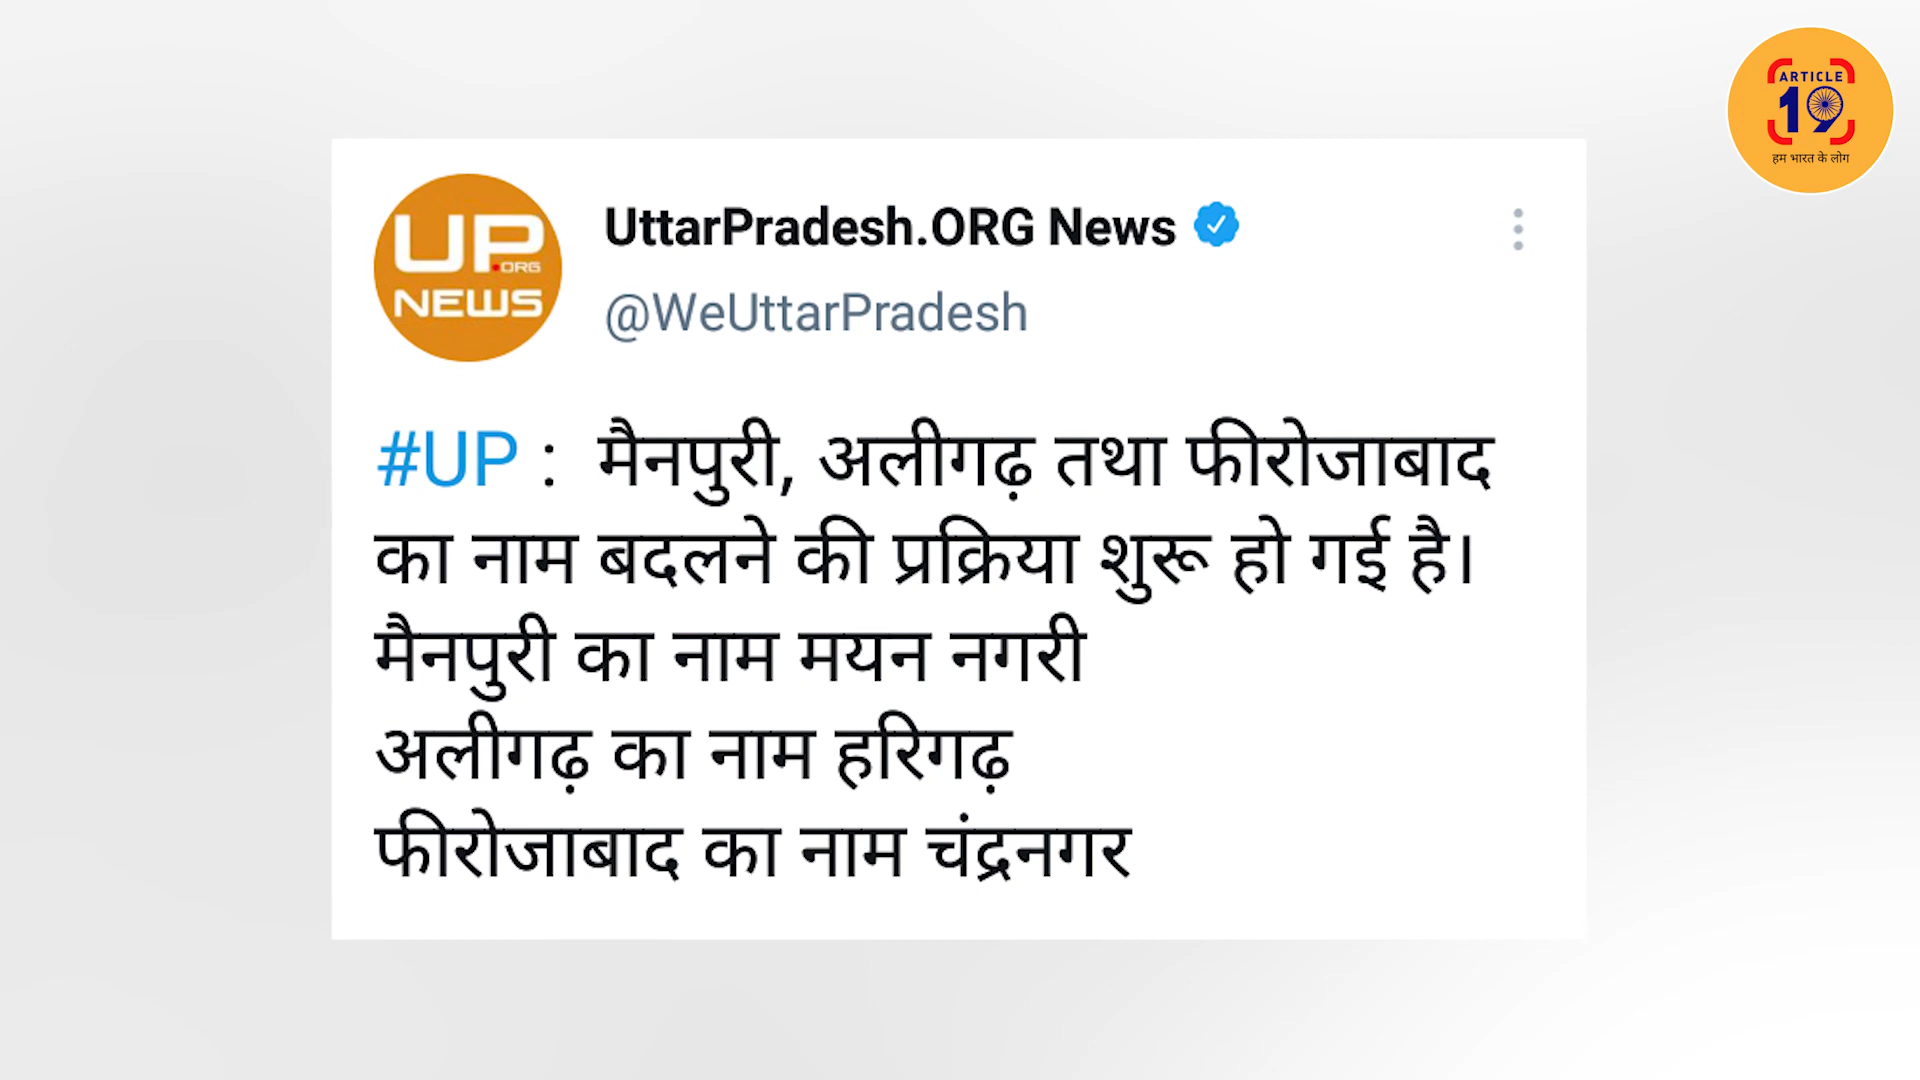 ARTICLE
19
हम भारत के लोग
UP
.ORG
NEWS
UttarPradesh.ORG News
@WeUttarPradesh
#UP : मैनपुरी, अलीगढ़ तथा फीरोजाबाद
का नाम बदलने की प्रक्रिया शुरू हो गई है।
मैनपुरी का नाम मयन नगरी
अलीगढ़ का नाम हरिगढ़
फीरोजाबाद का नाम चंद्रनगर